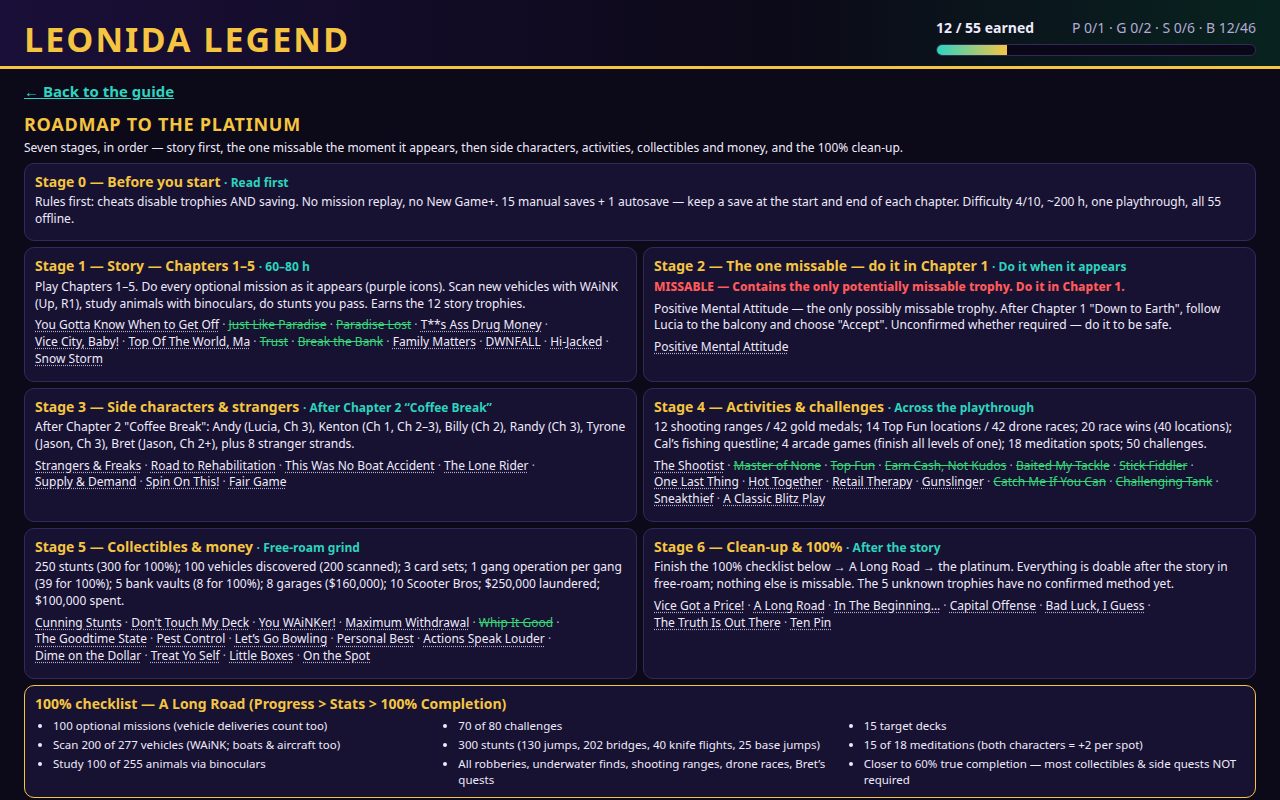 LEONIDA LEGEND
12 / 55 earned P 0/1 · G 0/2 · S 0/6 · B 12/46
← Back to the guide
ROADMAP TO THE PLATINUM
Seven stages, in order — story first, the one missable the moment it appears, then side characters, activities, collectibles and money, and the 100% clean-up.
Stage 0 — Before you start · Read first
Rules first: cheats disable trophies AND saving. No mission replay, no New Game+. 15 manual saves + 1 autosave — keep a save at the start and end of each chapter. Difficulty 4/10, ~200 h, one playthrough, all 55
offline.
Stage 1 — Story — Chapters 1–5 · 60–80 h
Play Chapters 1–5. Do every optional mission as it appears (purple icons). Scan new vehicles with WAiNK
(Up, R1), study animals with binoculars, do stunts you pass. Earns the 12 story trophies.
You Gotta Know When to Get Off · Just Like Paradise · Paradise Lost · T**s Ass Drug Money ·
Vice City, Baby! · Top Of The World, Ma · Trust · Break the Bank · Family Matters · DWNFALL · Hi-Jacked ·
Snow Storm
Stage 2 — The one missable — do it in Chapter 1 · Do it when it appears
MISSABLE — Contains the only potentially missable trophy. Do it in Chapter 1.
Positive Mental Attitude — the only possibly missable trophy. After Chapter 1 "Down to Earth", follow
Lucia to the balcony and choose "Accept". Unconfirmed whether required — do it to be safe.
Positive Mental Attitude
Stage 3 — Side characters & strangers · After Chapter 2 “Coffee Break”
After Chapter 2 "Coffee Break": Andy (Lucia, Ch 3), Kenton (Ch 1, Ch 2–3), Billy (Ch 2), Randy (Ch 3), Tyrone
(Jason, Ch 3), Bret (Jason, Ch 2+), plus 8 stranger strands.
Strangers & Freaks · Road to Rehabilitation · This Was No Boat Accident · The Lone Rider ·
Supply & Demand · Spin On This! · Fair Game
Stage 4 — Activities & challenges · Across the playthrough
12 shooting ranges / 42 gold medals; 14 Top Fun locations / 42 drone races; 20 race wins (40 locations);
Cal’s fishing questline; 4 arcade games (finish all levels of one); 18 meditation spots; 50 challenges.
The Shootist · Master of None · Top Fun · Earn Cash, Not Kudos · Baited My Tackle · Stick Fiddler ·
One Last Thing · Hot Together · Retail Therapy · Gunslinger · Catch Me If You Can · Challenging Tank ·
Sneakthief · A Classic Blitz Play
Stage 5 — Collectibles & money · Free-roam grind
250 stunts (300 for 100%); 100 vehicles discovered (200 scanned); 3 card sets; 1 gang operation per gang
(39 for 100%); 5 bank vaults (8 for 100%); 8 garages ($160,000); 10 Scooter Bros; $250,000 laundered;
$100,000 spent.
Cunning Stunts · Don't Touch My Deck · You WAiNKer! · Maximum Withdrawal · Whip It Good ·
The Goodtime State · Pest Control · Let's Go Bowling · Personal Best · Actions Speak Louder ·
Dime on the Dollar · Treat Yo Self · Little Boxes · On the Spot
Stage 6 — Clean-up & 100% · After the story
Finish the 100% checklist below → A Long Road → the platinum. Everything is doable after the story in
free-roam; nothing else is missable. The 5 unknown trophies have no confirmed method yet.
Vice Got a Price! · A Long Road · In The Beginning... · Capital Offense · Bad Luck, I Guess ·
The Truth Is Out There · Ten Pin
100% checklist — A Long Road (Progress > Stats > 100% Completion)
• 100 optional missions (vehicle deliveries count too)
• Scan 200 of 277 vehicles (WAiNK; boats & aircraft too)
• Study 100 of 255 animals via binoculars
• 70 of 80 challenges
• 300 stunts (130 jumps, 202 bridges, 40 knife flights, 25 base jumps)
• All robberies, underwater finds, shooting ranges, drone races, Bret’s
quests
• 15 target decks
• 15 of 18 meditations (both characters = +2 per spot)
• Closer to 60% true completion — most collectibles & side quests NOT
required